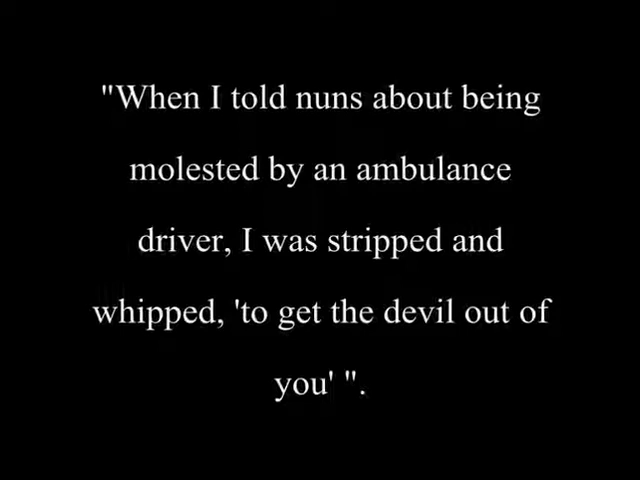 "When I told nuns about being
molested by an ambulance
driver, I was stripped and
whipped, 'to get the devil out of
you' ".